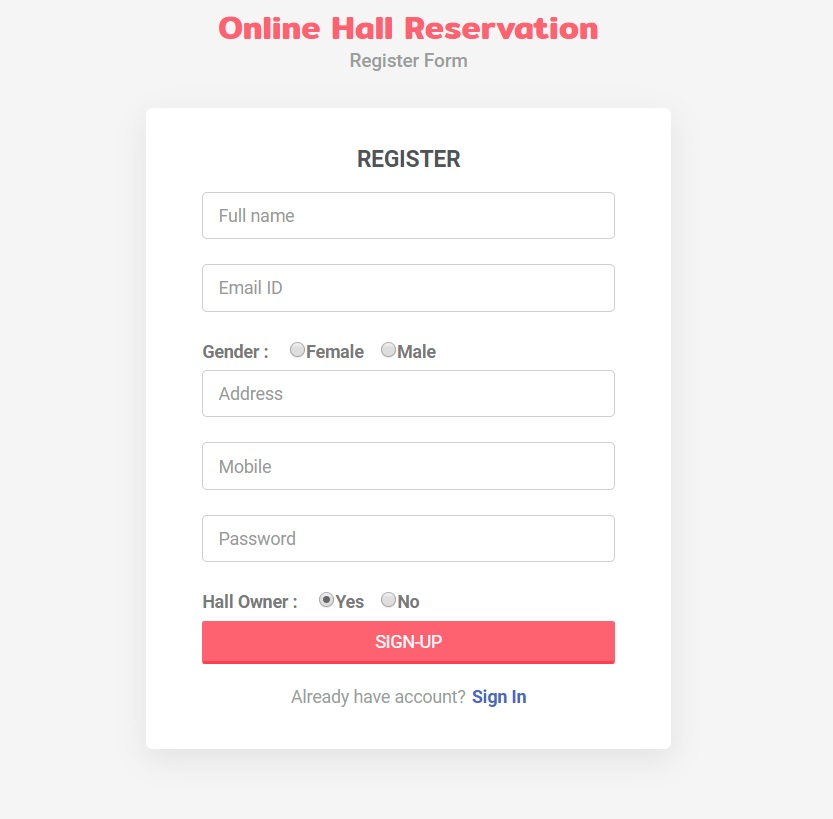 Online Hall Reservation
Register Form
REGISTER
Full name
Email ID
Gender : Female Male
Address
Mobile
Password
Hall Owner : Yes No
SIGN-UP
Already have account? Sign In